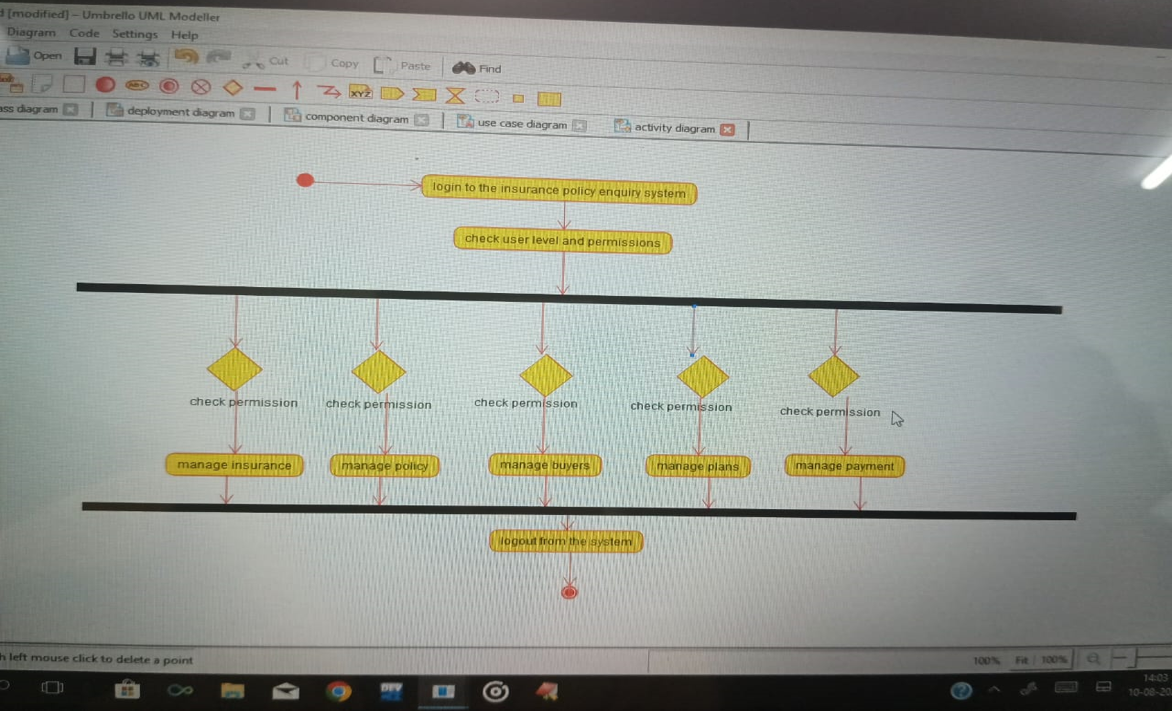 [modified] – Umbrello UML Modeller
Diagram Code Settings Help
Open Cut Copy Paste Find
XYZ
diagram deployment diagram component diagram use case diagram activity diagram
login to the insurance policy enquiry system
check user level and permissions
check permission check permission check permission check permission check permission
manage insurance manage policy manage buyers manage plans manage payment
logout from the system
left mouse click to delete a point
100% Fit 100%
DEV
14:03
10-08-20